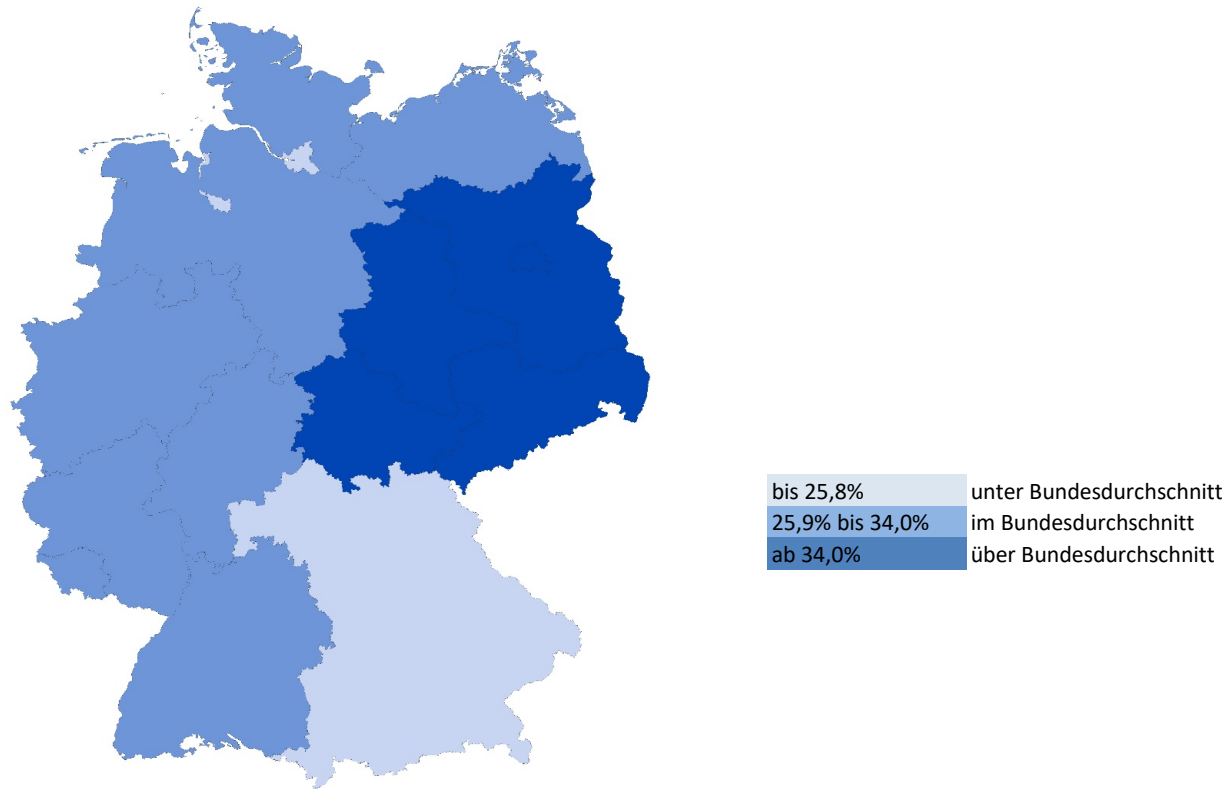 bis 25,8% unter Bundesdurchschnitt
25,9% bis 34,0% im Bundesdurchschnitt
ab 34,0% über Bundesdurchschnitt